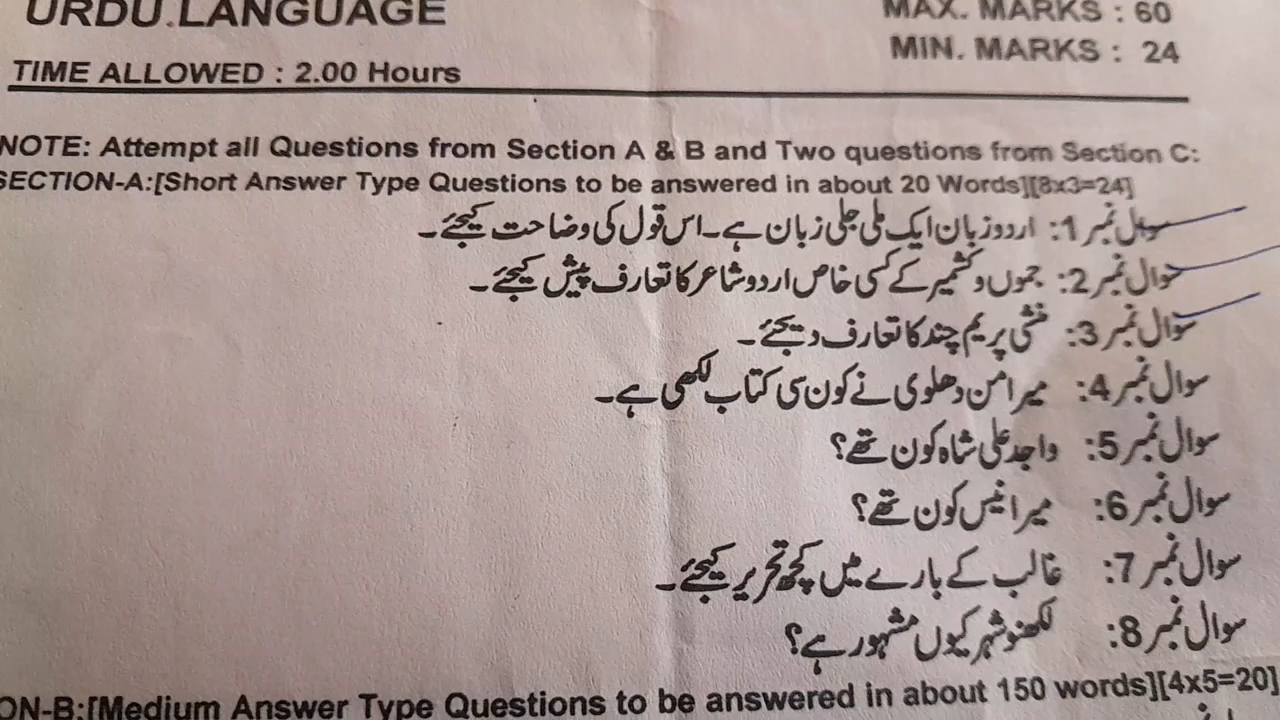 URDU.LANGUAGE
MAX. MARKS : 60
MIN. MARKS : 24
TIME ALLOWED : 2.00 Hours
NOTE: Attempt all Questions from Section A & B and Two questions from Section C:
SECTION-A:[Short Answer Type Questions to be answered in about 20 Words][8x3=24]
سوال نمبر 1: اردو زبان ایک ملی جلی زبان ہے۔ اس قول کی وضاحت کیجئے۔
سوال نمبر 2: جموں و کشمیر کے کسی خاص اردو شاعر کا تعارف پیش کیجئے۔
سوال نمبر 3: منشی پریم چند کا تعارف دیجئے۔
سوال نمبر 4: میر امن دھلوی نے کون سی کتاب لکھی ہے۔
سوال نمبر 5: واجد علی شاہ کون تھے؟
سوال نمبر 6: میر انیس کون تھے؟
سوال نمبر 7: غالب کے بارے میں کچھ تحریر کیجئے۔
سوال نمبر 8: لکھنو شہر کیوں مشہور ہے؟
ON-B:[Medium Answer Type Questions to be answered in about 150 words][4x5=20]